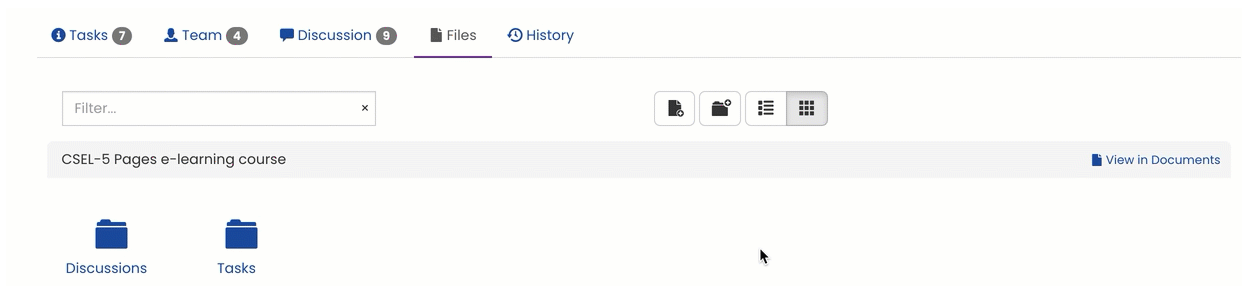 Tasks 7 Team 4 Discussion 9 Files History
Filter... ×
CSEL-5 Pages e-learning course View in Documents
Discussions Tasks